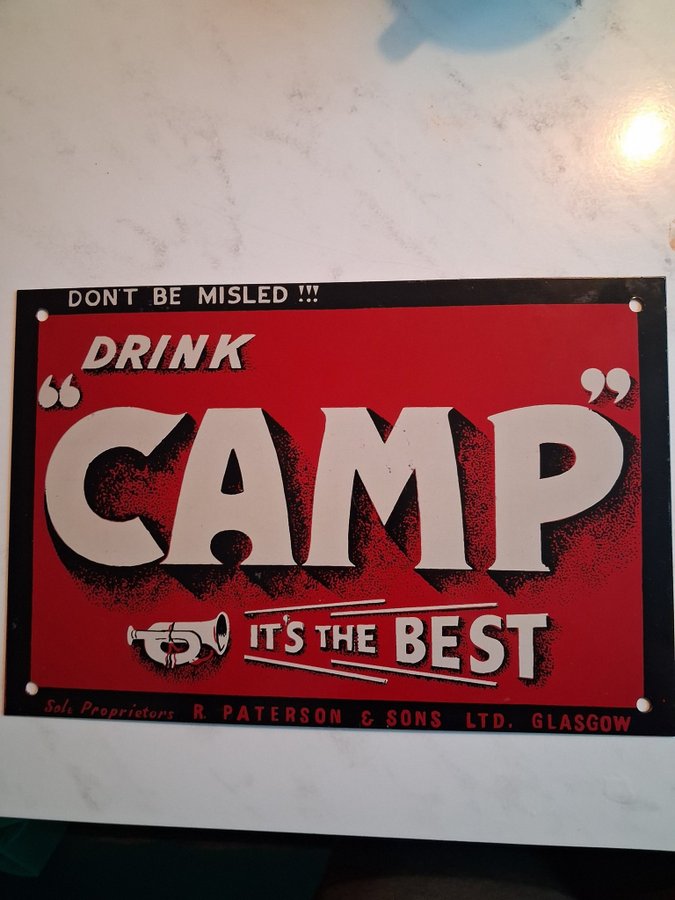 DON'T BE MISLED !!!
DRINK
“CAMP”
IT'S THE BEST
Sole Proprietors R. PATERSON & SONS LTD. GLASGOW